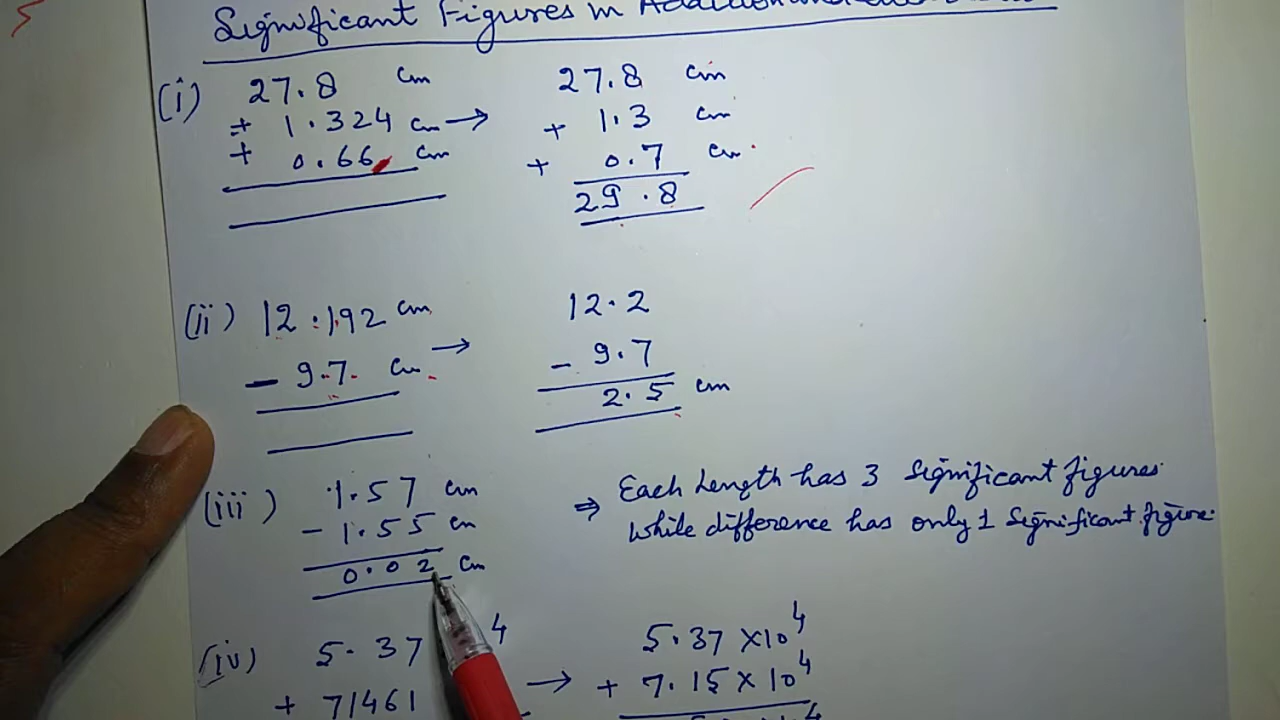 Significant Figures in
(i) 27.8 cm 27.8 cm
+ 1.324 cm → + 1.3 cm
+ 0.66 cm + 0.7 cm
29.8
(ii) 12.192 cm 12.2
- 9.7 cm → - 9.7
2.5 cm
(iii) 1.57 cm ⇒ Each Length has 3 Significant figures
- 1.55 cm While difference has only 1 Significant figure.
0.02 cm
(iv) 5.37 4 5.37 ×10⁴
+ 71461 → + 7.15 × 10⁴